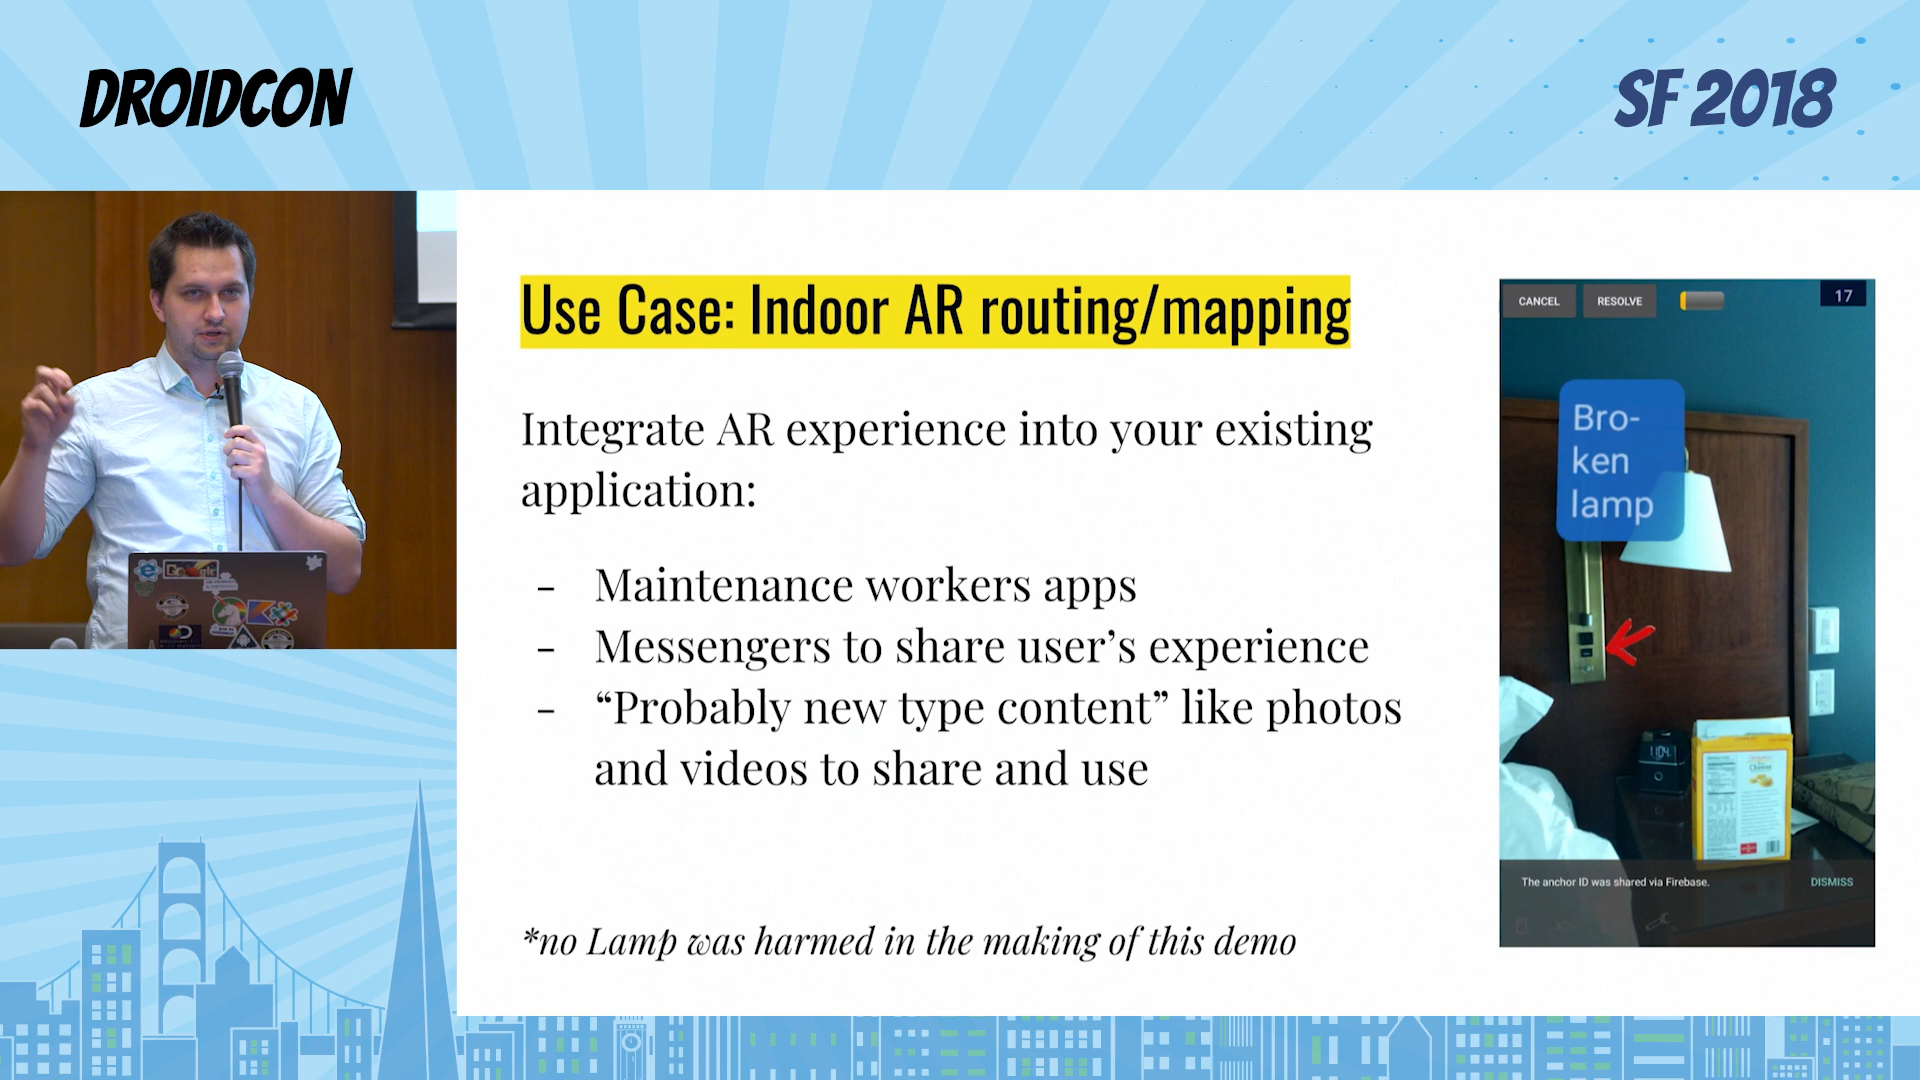 DROIDCON
SF 2018
Use Case: Indoor AR routing/mapping
Integrate AR experience into your existing
application:
- Maintenance workers apps
- Messengers to share user’s experience
- “Probably new type content” like photos
and videos to share and use
*no Lamp was harmed in the making of this demo
CANCEL
RESOLVE
17
Bro-
ken
lamp
1104
Cheese
The anchor ID was shared via Firebase.
DISMISS
Google